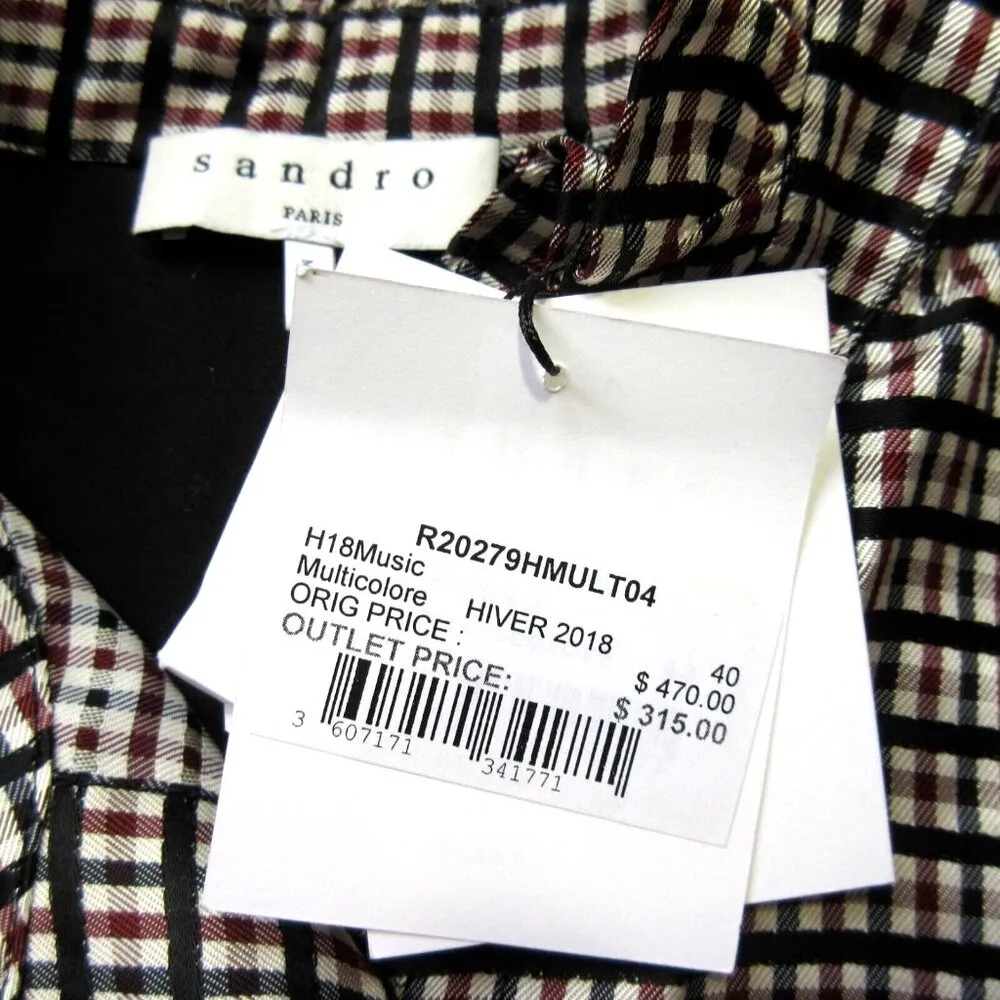 sandro
PARIS
R20279HMULT04
H18Music
Multicolore HIVER 2018
40
ORIG PRICE : $ 470.00
OUTLET PRICE: $ 315.00
3 607171 341771